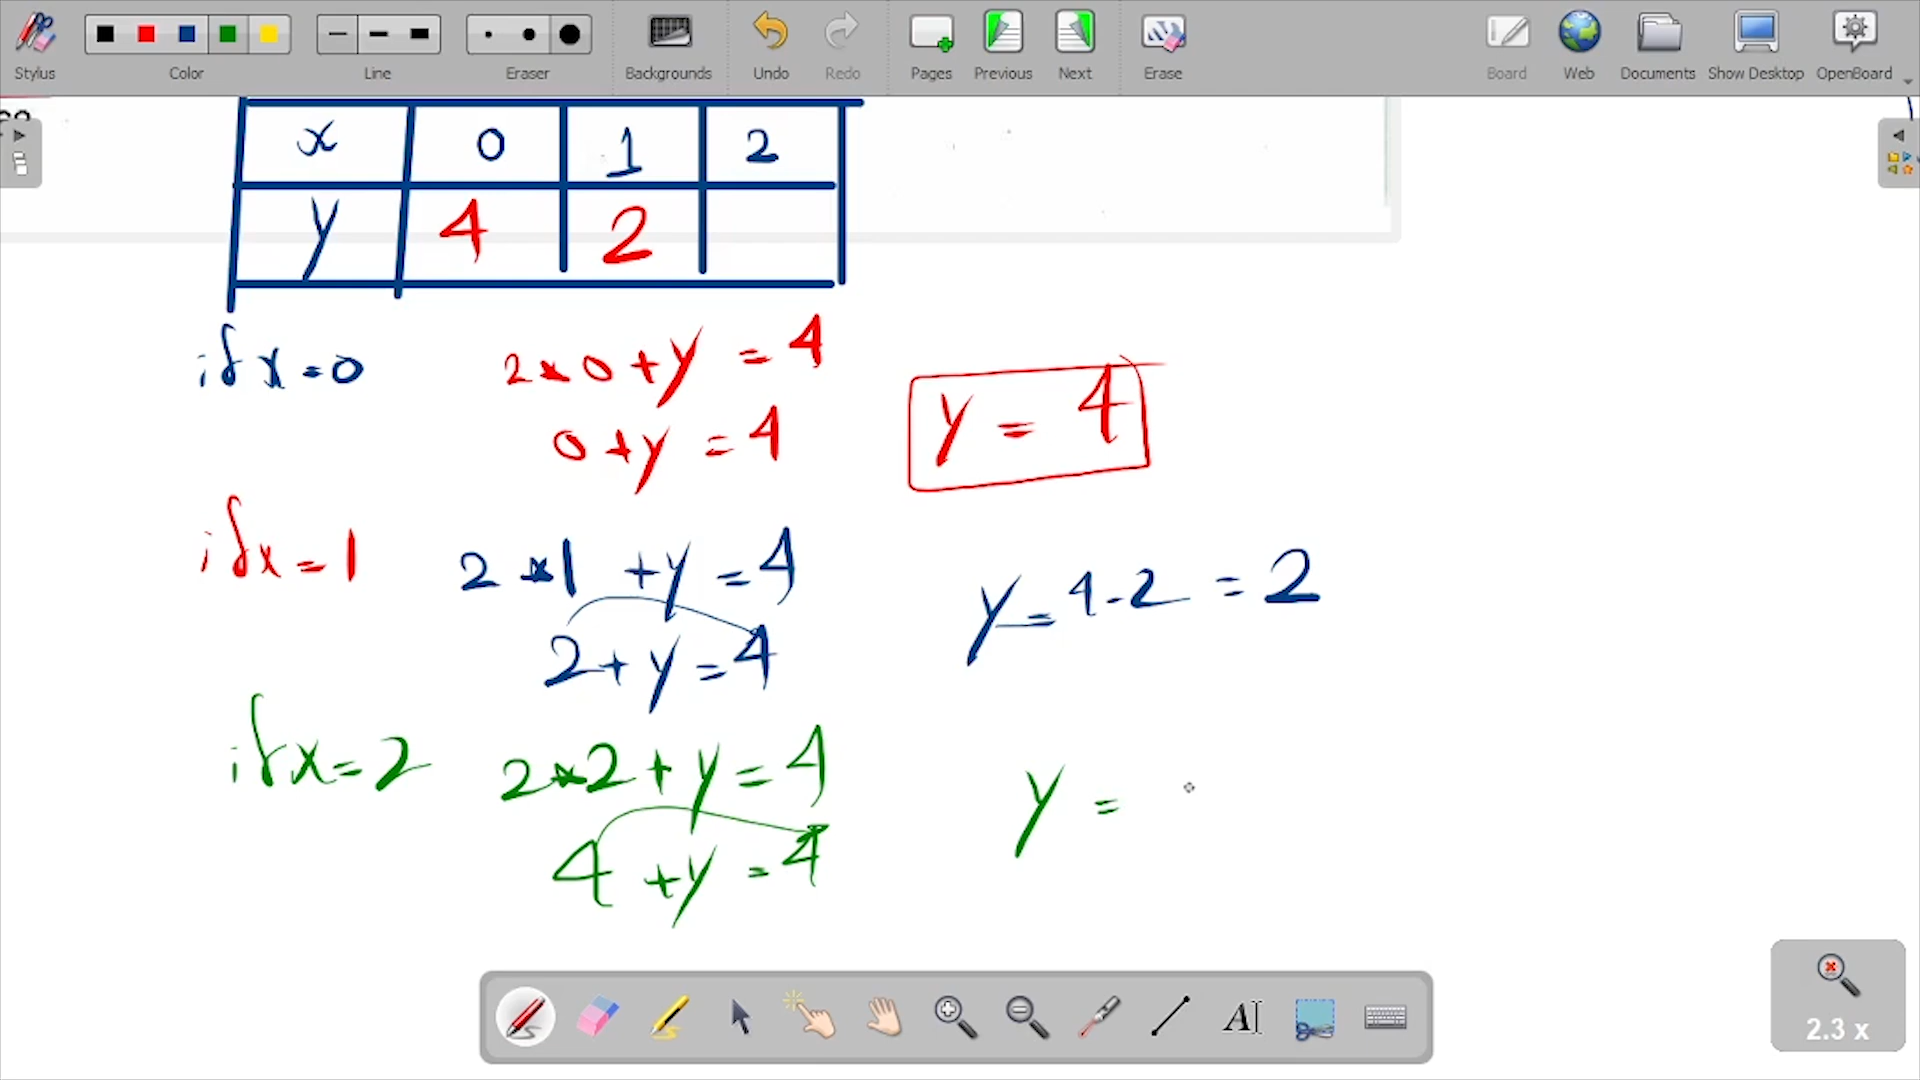 Stylus
Color
Line
Eraser
Backgrounds
Undo
Redo
Pages
Previous
Next
Erase
Board
Web
Documents
Show Desktop
OpenBoard
x 0 1 2
y 4 2
if x = 0 2 * 0 + y = 4
0 + y = 4
y = 4
if x = 1 2 * 1 + y = 4
2 + y = 4
y = 4 - 2 = 2
if x = 2 2 * 2 + y = 4
4 + y = 4
y =
AI
2.3 x